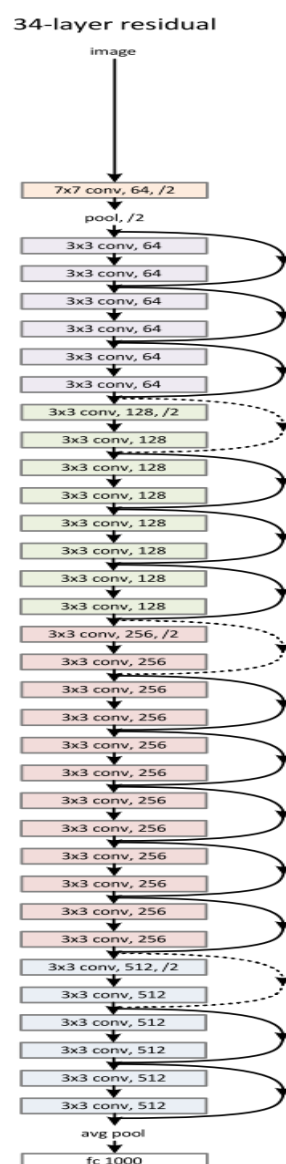 34-layer residual
image
7x7 conv, 64, /2
pool, /2
3x3 conv, 64
3x3 conv, 64
3x3 conv, 64
3x3 conv, 64
3x3 conv, 64
3x3 conv, 64
3x3 conv, 128, /2
3x3 conv, 128
3x3 conv, 128
3x3 conv, 128
3x3 conv, 128
3x3 conv, 128
3x3 conv, 128
3x3 conv, 128
3x3 conv, 256, /2
3x3 conv, 256
3x3 conv, 256
3x3 conv, 256
3x3 conv, 256
3x3 conv, 256
3x3 conv, 256
3x3 conv, 256
3x3 conv, 256
3x3 conv, 256
3x3 conv, 256
3x3 conv, 256
3x3 conv, 512, /2
3x3 conv, 512
3x3 conv, 512
3x3 conv, 512
3x3 conv, 512
3x3 conv, 512
avg pool
fc 1000